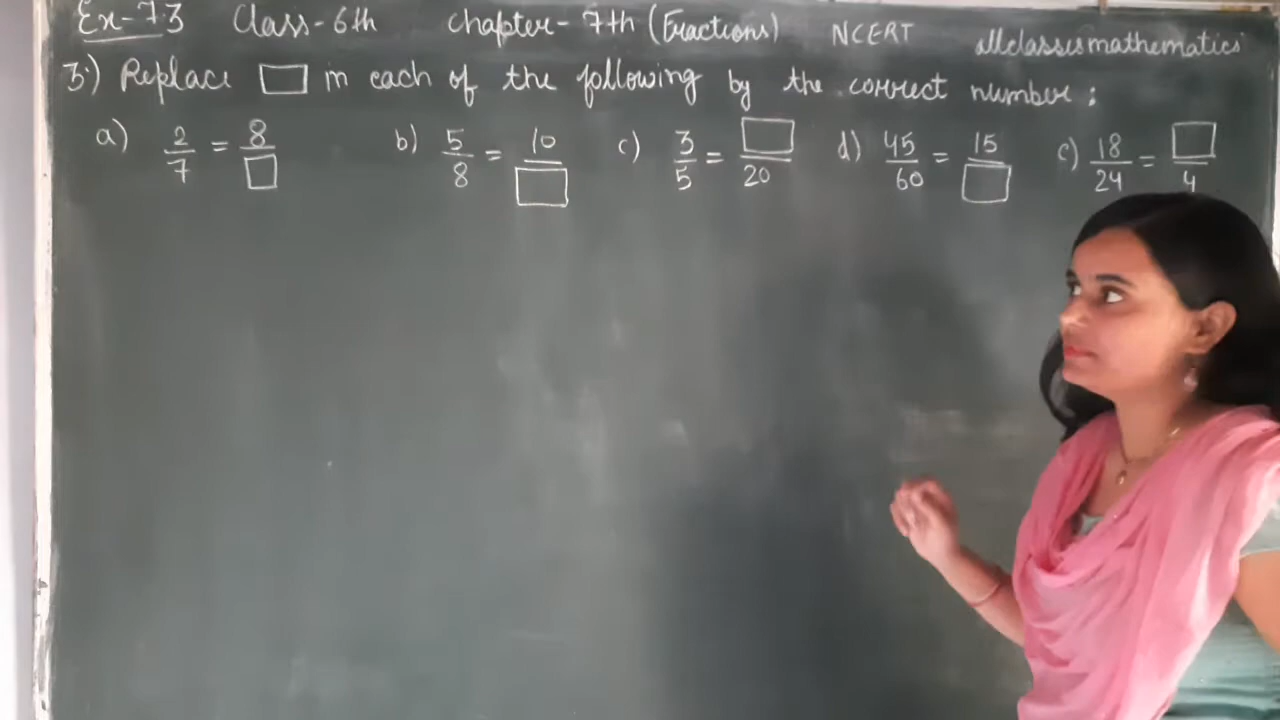 Ex-7.3 Class-6th Chapter-7th (Fractions) NCERT allclassesmathematics
3.) Replace □ in each of the following by the correct number:
a) 2/7 = 8/□ b) 5/8 = 10/□ c) 3/5 = □/20 d) 45/60 = 15/□ e) 18/24 = □/4